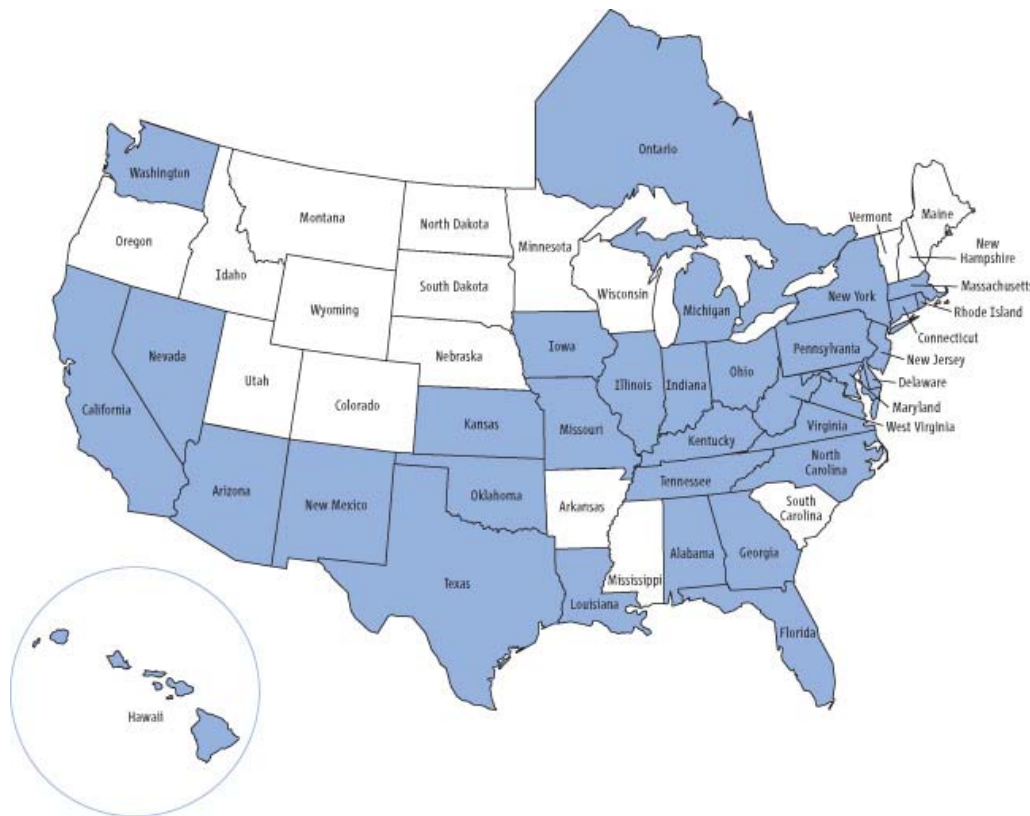 Ontario
Washington
Montana
North Dakota
Minnesota
Vermont
Maine
Oregon
New
Hampshire
Idaho
South Dakota
Wisconsin
Massachusetts
Wyoming
Michigan
New York
Rhode Island
Connecticut
Nevada
Nebraska
Iowa
Pennsylvania
New Jersey
Utah
Illinois
Indiana
Ohio
Delaware
California
Colorado
Maryland
Kansas
Missouri
Virginia
West Virginia
Kentucky
North
Carolina
Arizona
New Mexico
Oklahoma
Tennessee
Arkansas
South
Carolina
Alabama
Georgia
Texas
Mississippi
Louisiana
Florida
Hawaii